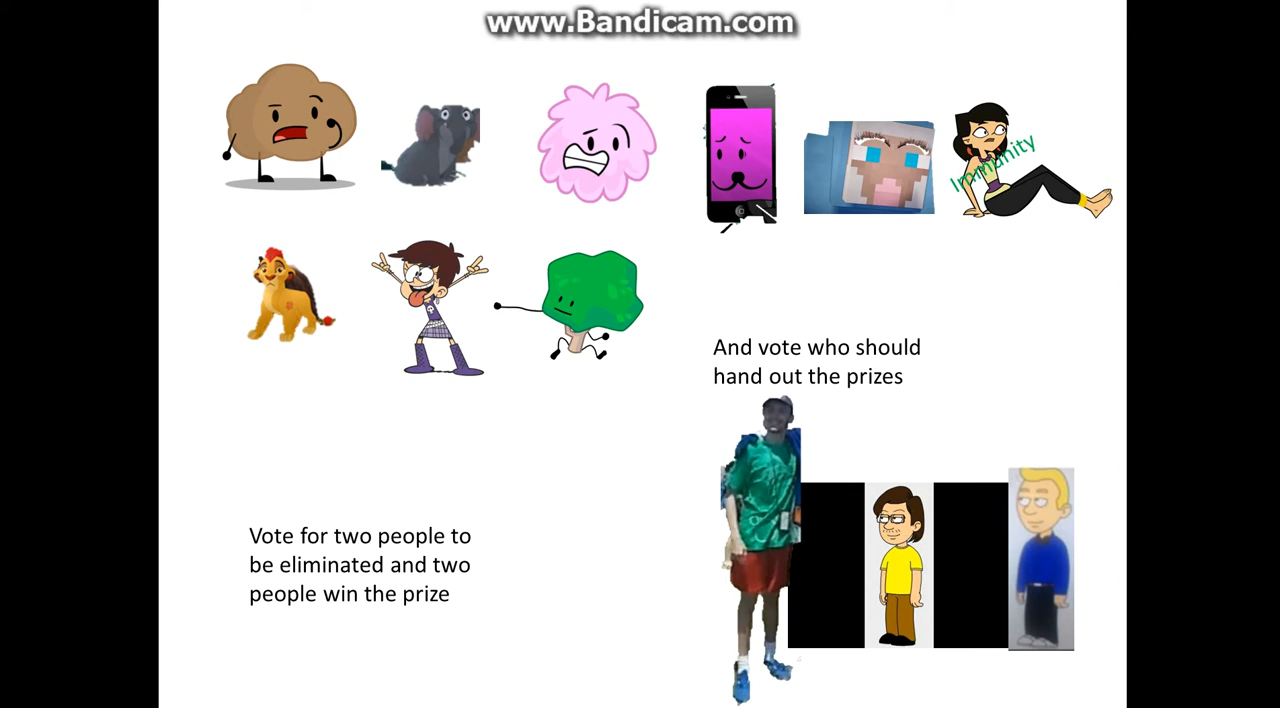 www.Bandicam.com
Immunity
And vote who should
hand out the prizes
Vote for two people to
be eliminated and two
people win the prize